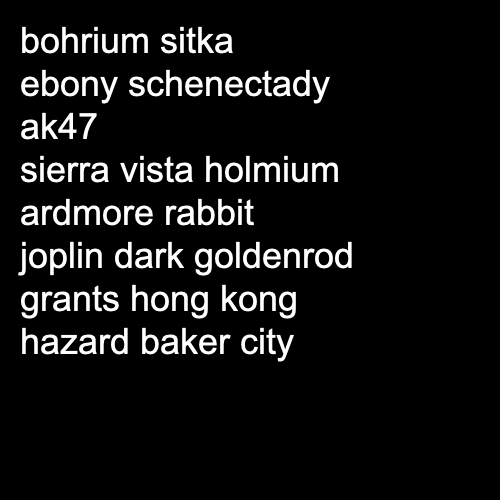 bohrium sitka
ebony schenectady
ak47
sierra vista holmium
ardmore rabbit
joplin dark goldenrod
grants hong kong
hazard baker city